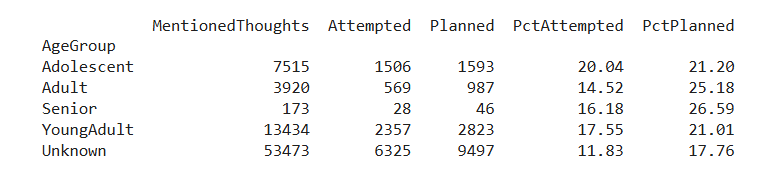 MentionedThoughts Attempted Planned PctAttempted PctPlanned
AgeGroup
Adolescent 7515 1506 1593 20.04 21.20
Adult 3920 569 987 14.52 25.18
Senior 173 28 46 16.18 26.59
YoungAdult 13434 2357 2823 17.55 21.01
Unknown 53473 6325 9497 11.83 17.76